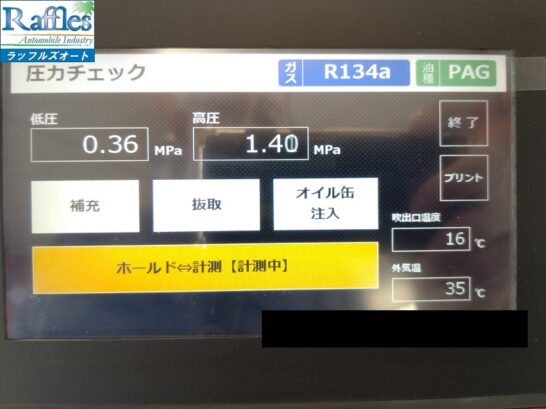 Raffles
Automobile Industry
ラッフルズオート
圧力チェック
ガス R134a
油種 PAG
低圧
0.36 MPa
高圧
1.40 MPa
終了
プリント
補充
抜取
オイル缶
注入
吹出口温度
16 ℃
ホールド⇔計測【計測中】
外気温
35 ℃